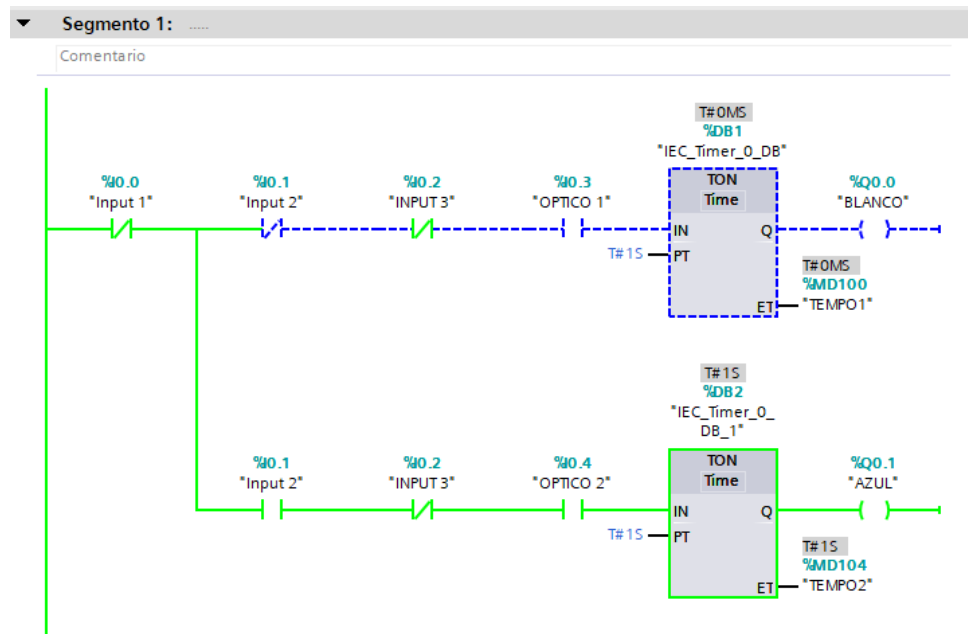 Segmento 1: .....
Comentario
T#0MS
%DB1
"IEC_Timer_0_DB"
%I0.0 %I0.1 %I0.2 %I0.3 TON %Q0.0
"Input 1" "Input 2" "INPUT 3" "OPTICO 1" Time "BLANCO"
IN Q
T#1S PT T#0MS
%MD100
ET "TEMPO1"
T#1S
%DB2
"IEC_Timer_0_
DB_1"
%I0.1 %I0.2 %I0.4 TON %Q0.1
"Input 2" "INPUT 3" "OPTICO 2" Time "AZUL"
IN Q
T#1S PT T#1S
%MD104
ET "TEMPO2"